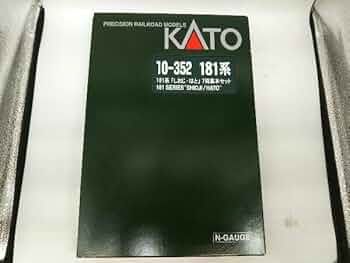 PRECISION RAILROAD MODELS
KATO
10-352 181系
181系「しおじ・はと」7両基本セット
181 SERIES "SHIOJI/HATO"
N-GAUGE